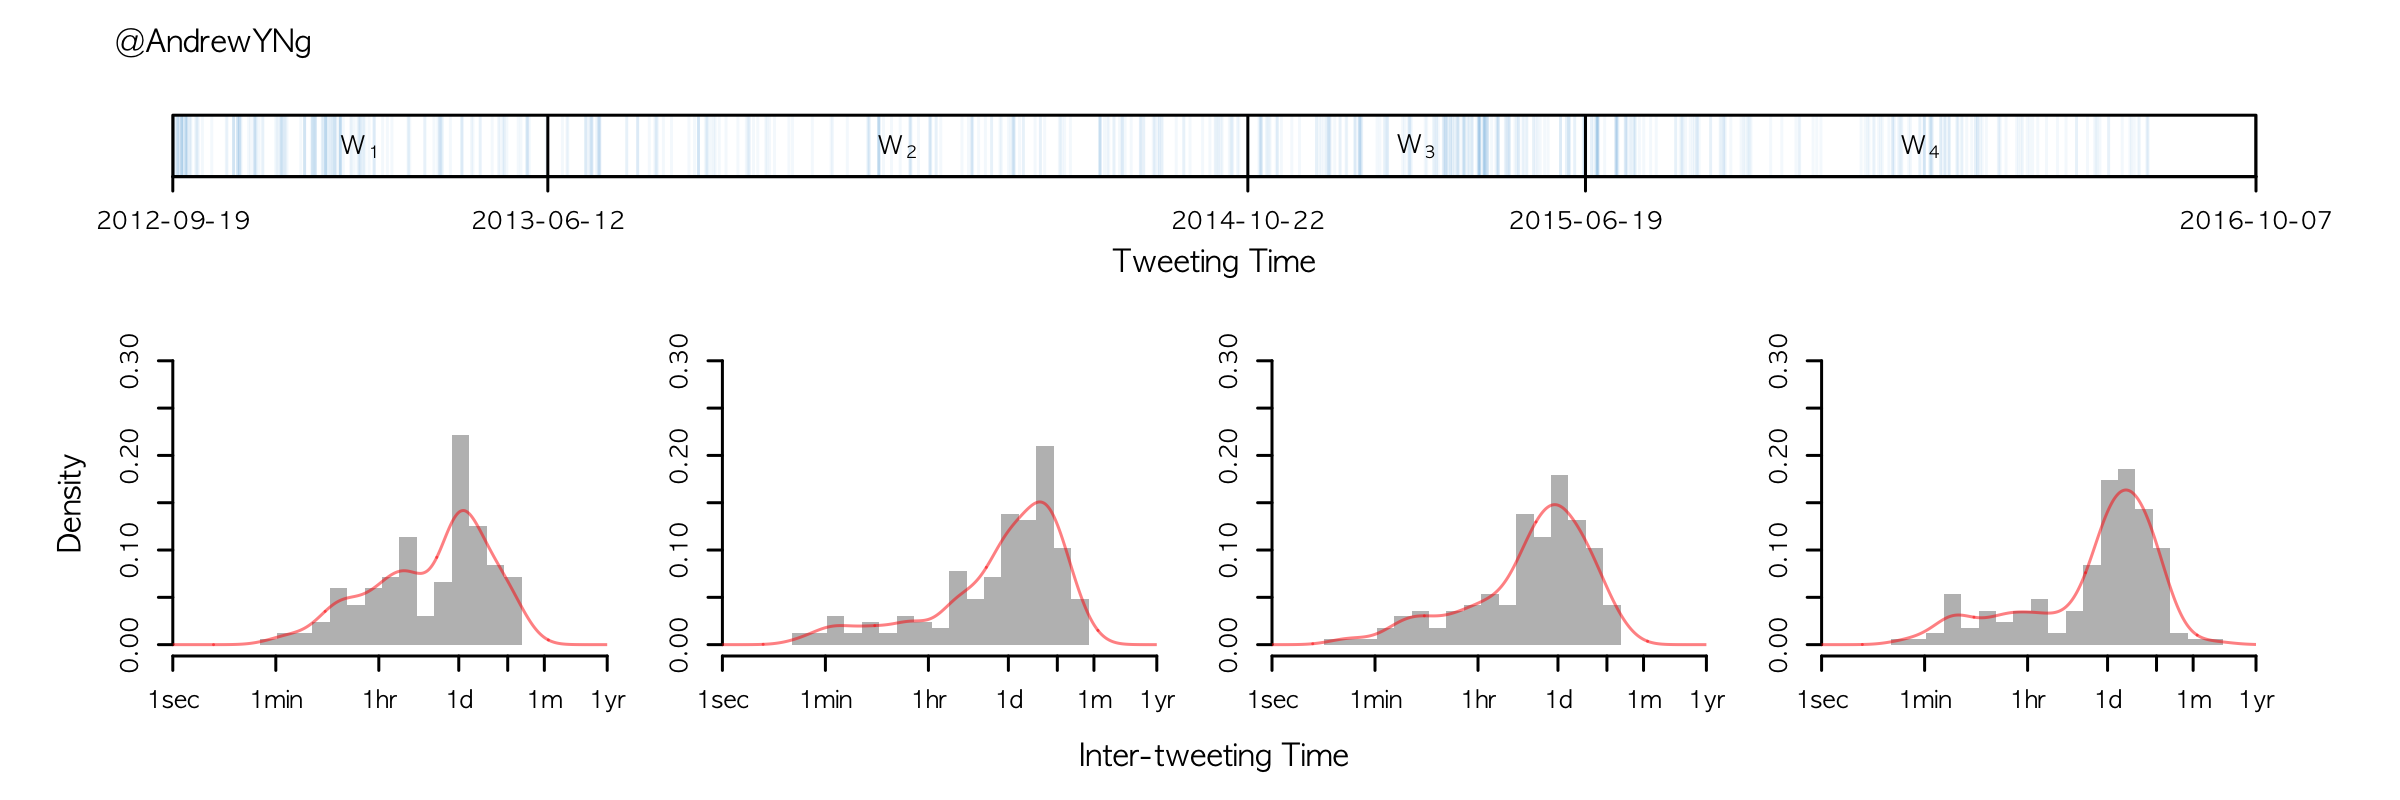 @AndrewYNg
W1 W2 W3 W4
2012-09-19 2013-06-12 2014-10-22 2015-06-19 2016-10-07
Tweeting Time
Density
0.00 0.10 0.20 0.30
1sec 1min 1hr 1d 1m 1yr
0.00 0.10 0.20 0.30
1sec 1min 1hr 1d 1m 1yr
0.00 0.10 0.20 0.30
1sec 1min 1hr 1d 1m 1yr
0.00 0.10 0.20 0.30
1sec 1min 1hr 1d 1m 1yr
Inter-tweeting Time